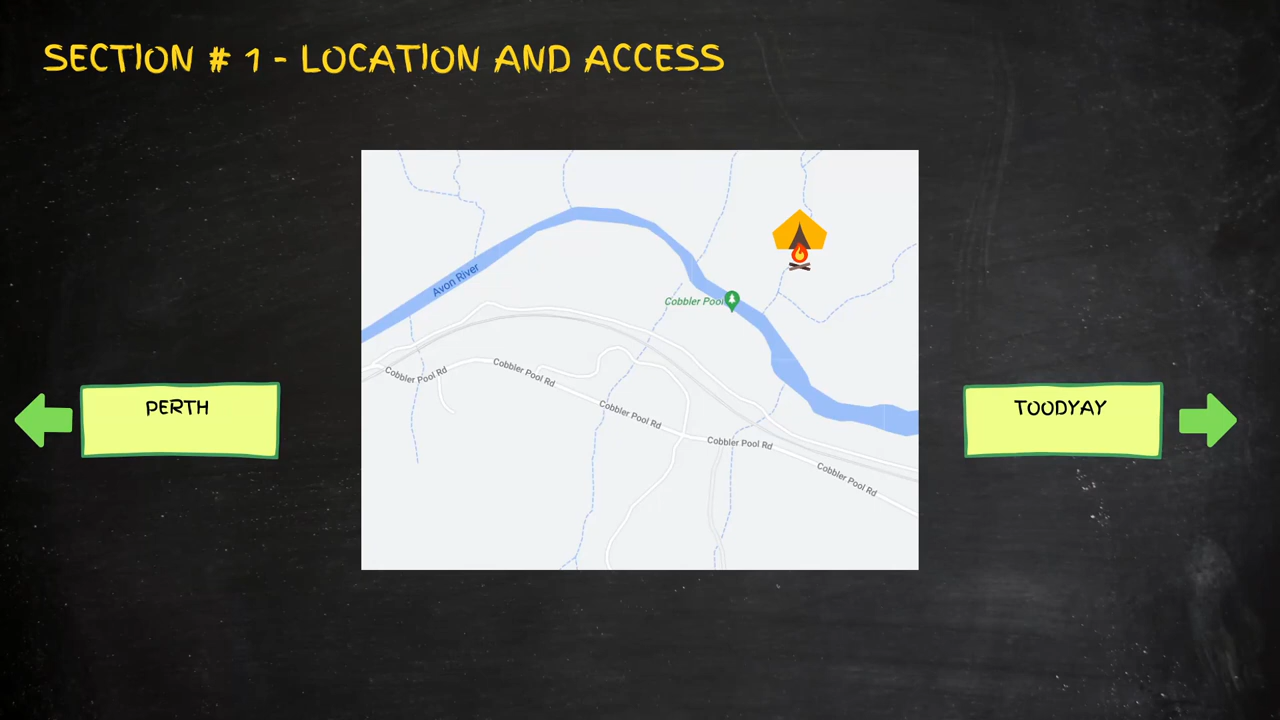 SECTION # 1 - LOCATION AND ACCESS
Avon River
Cobbler Pool
Cobbler Pool Rd
Cobbler Pool Rd
Cobbler Pool Rd
Cobbler Pool Rd
Cobbler Pool Rd
PERTH
TOODYAY